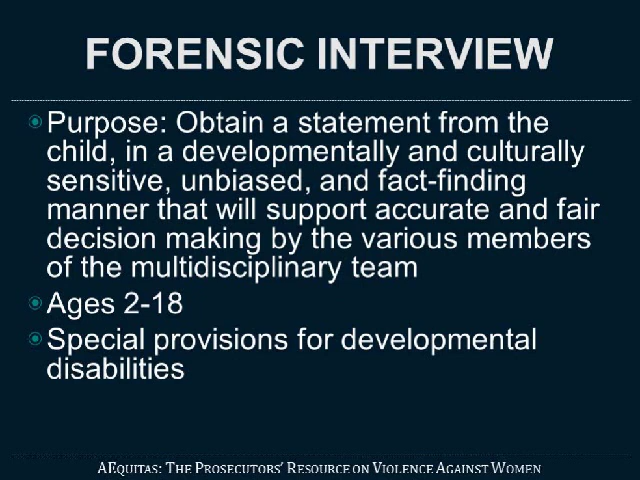 FORENSIC INTERVIEW
Purpose: Obtain a statement from the
child, in a developmentally and culturally
sensitive, unbiased, and fact-finding
manner that will support accurate and fair
decision making by the various members
of the multidisciplinary team
Ages 2-18
Special provisions for developmental
disabilities
AEQUITAS: THE PROSECUTORS' RESOURCE ON VIOLENCE AGAINST WOMEN